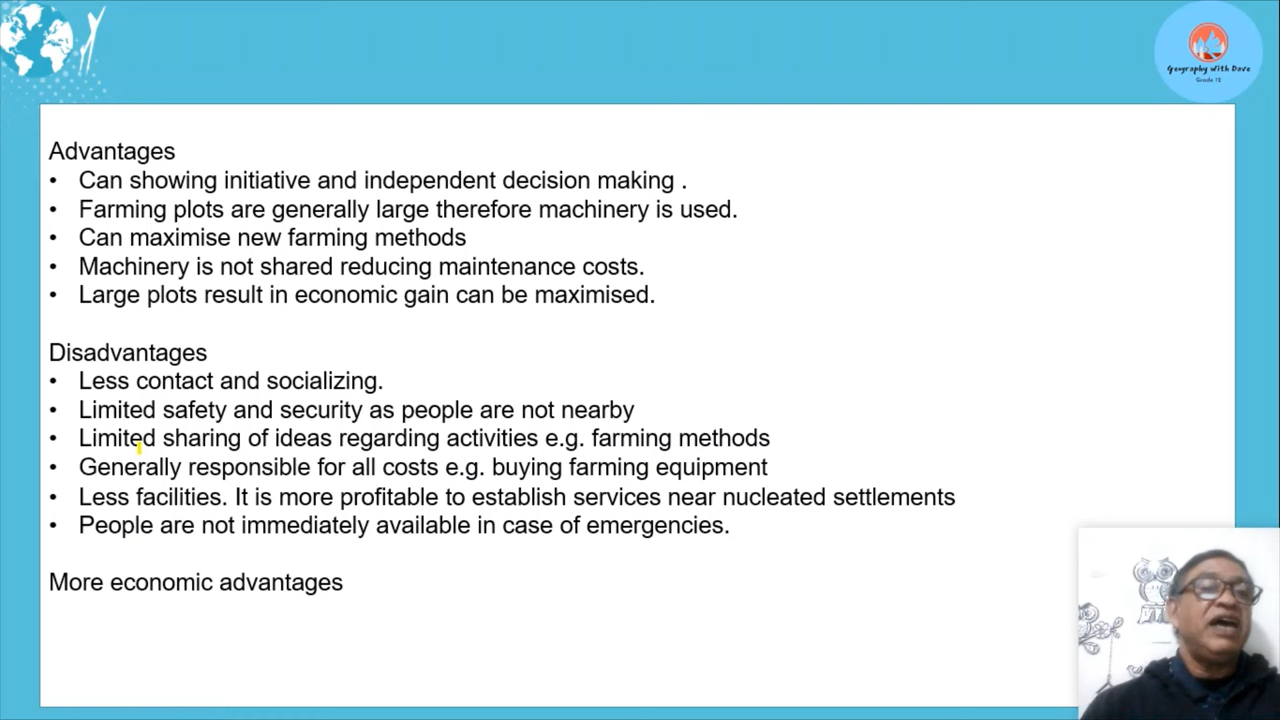 Geography with Dave
Grade 12
Advantages
• Can showing initiative and independent decision making .
• Farming plots are generally large therefore machinery is used.
• Can maximise new farming methods
• Machinery is not shared reducing maintenance costs.
• Large plots result in economic gain can be maximised.
Disadvantages
• Less contact and socializing.
• Limited safety and security as people are not nearby
• Limited sharing of ideas regarding activities e.g. farming methods
• Generally responsible for all costs e.g. buying farming equipment
• Less facilities. It is more profitable to establish services near nucleated settlements
• People are not immediately available in case of emergencies.
More economic advantages